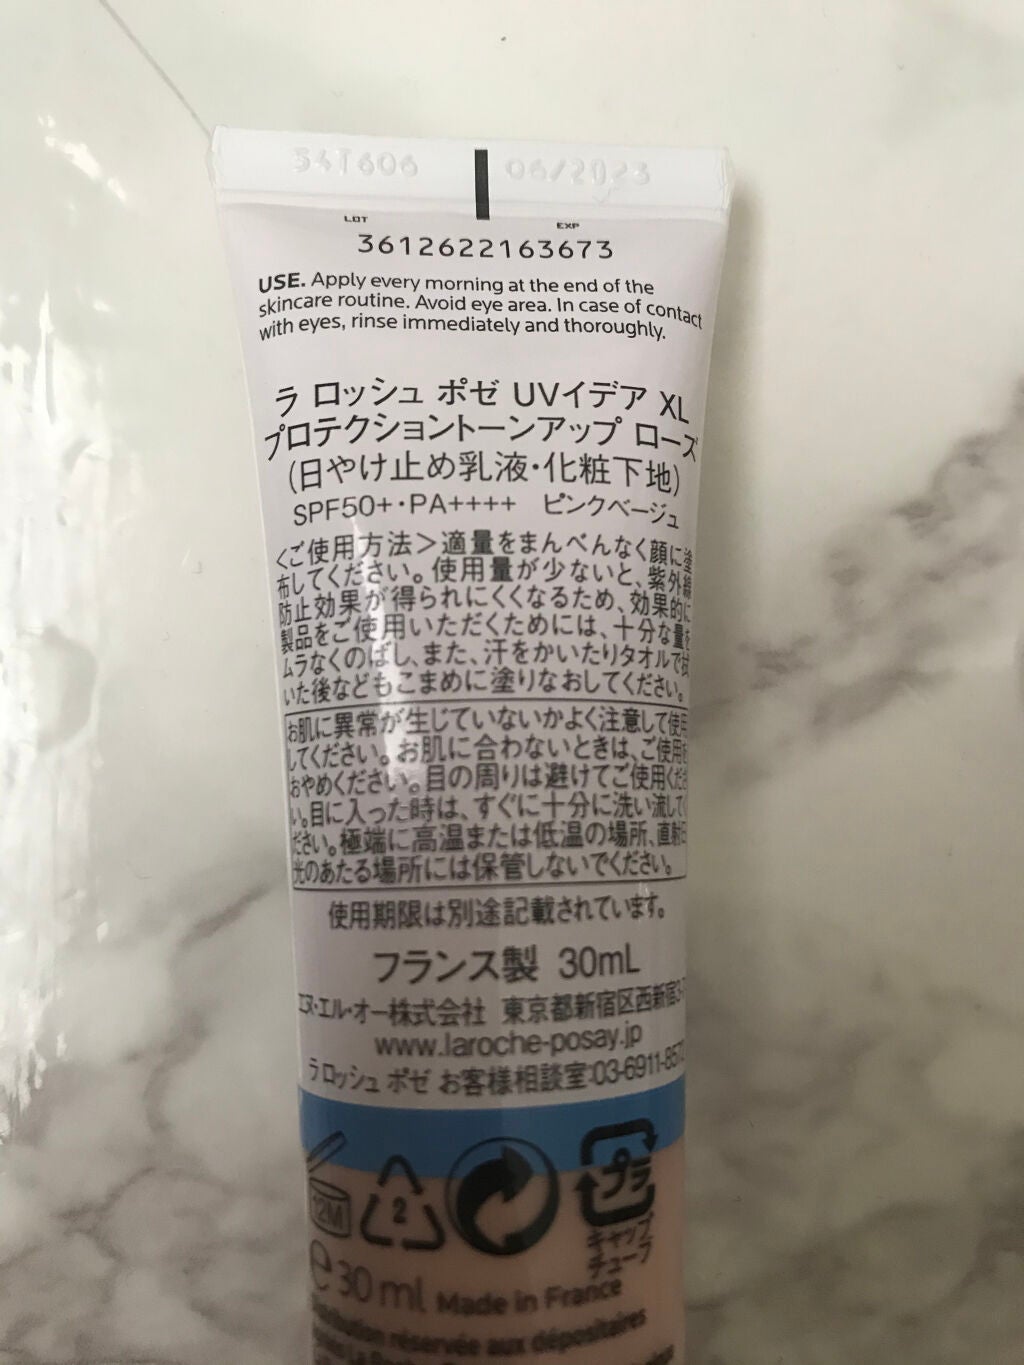 54T606 06/2023
LOT EXP
3612622163673
USE. Apply every morning at the end of the
skincare routine. Avoid eye area. In case of contact
with eyes, rinse immediately and thoroughly.
ラ ロッシュ ポゼ UVイデア XL
プロテクショントーンアップ ローズ
(日やけ止め乳液・化粧下地)
SPF50+・PA++++ ピンクベージュ
＜ご使用方法＞適量をまんべんなく顔に塗
布してください。使用量が少ないと、紫外線
防止効果が得られにくくなるため、効果的に
製品をご使用いただくためには、十分な量を
ムラなくのばし、また、汗をかいたりタオルで拭
いた後などもこまめに塗りなおしてください。
お肌に異常が生じていないかよく注意して使用
してください。お肌に合わないときは、ご使用を
おやめください。目の周りは避けてご使用くださ
い。目に入った時は、すぐに十分に洗い流してく
ださい。極端に高温または低温の場所、直射日
光のあたる場所には保管しないでください。
使用期限は別途記載されています。
フランス製 30mL
エヌ・エル・オー株式会社 東京都新宿区西新宿3-7
www.laroche-posay.jp
ラ ロッシュ ポゼ お客様相談室:03-6911-857
12M 2 プラ
キャップ
チューブ
e 30 ml Made in France
réservée aux dépositaires